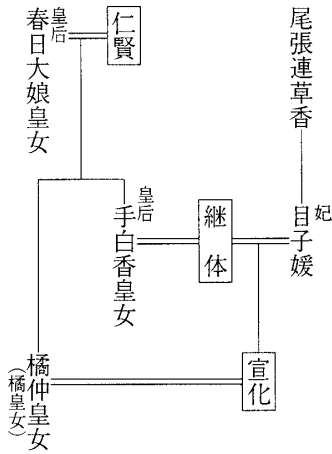 尾張連草香
妃
目子媛
仁賢
皇后
春日大娘皇女
継体
皇后
手白香皇女
宣化
橘仲皇女
(橘皇女)